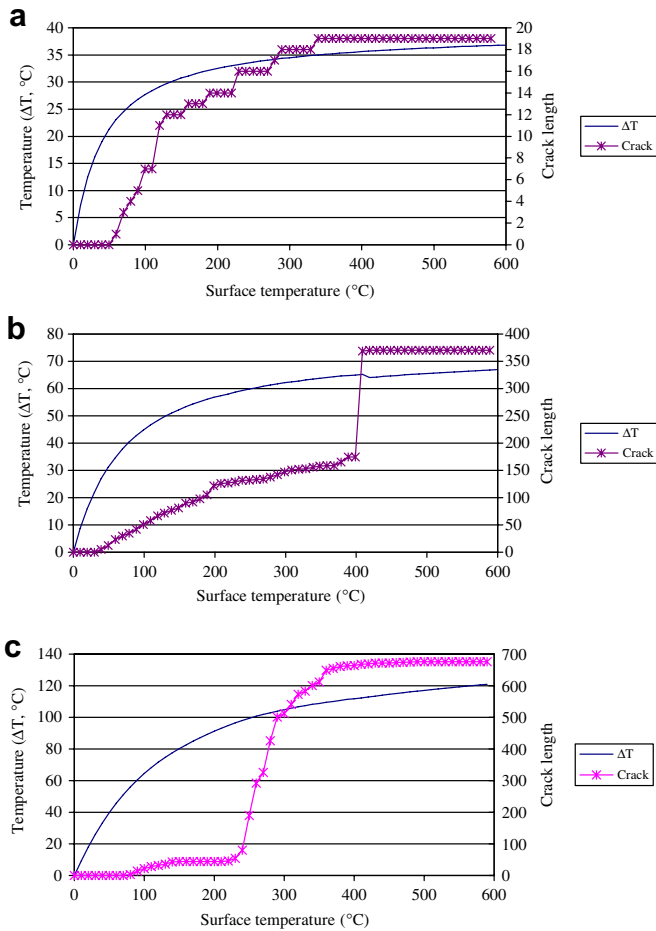 a
Temperature (ΔT, °C)
40
35
30
25
20
15
10
5
0
20
18
16
14
12
10
8
6
4
2
0
Crack length
0 100 200 300 400 500 600
Surface temperature (°C)
ΔT
Crack
b
Temperature (ΔT, °C)
80
70
60
50
40
30
20
10
0
400
350
300
250
200
150
100
50
0
Crack length
0 100 200 300 400 500 600
Surface temperature (°C)
ΔT
Crack
c
Temperature (ΔT, °C)
140
120
100
80
60
40
20
0
700
600
500
400
300
200
100
0
Crack length
0 100 200 300 400 500 600
Surface temperature (°C)
ΔT
Crack